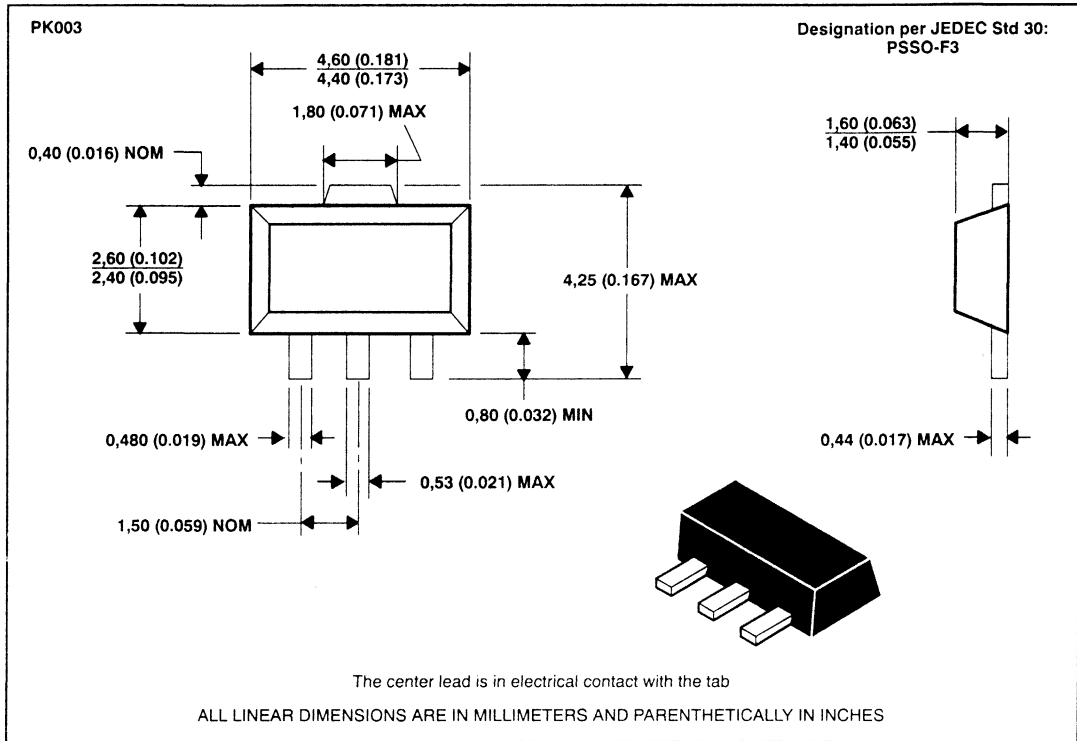 PK003
Designation per JEDEC Std 30:
PSSO-F3
4,60 (0.181)
4,40 (0.173)
1,80 (0.071) MAX
1,60 (0.063)
1,40 (0.055)
0,40 (0.016) NOM
2,60 (0.102)
2,40 (0.095)
4,25 (0.167) MAX
0,80 (0.032) MIN
0,480 (0.019) MAX
0,44 (0.017) MAX
0,53 (0.021) MAX
1,50 (0.059) NOM
The center lead is in electrical contact with the tab
ALL LINEAR DIMENSIONS ARE IN MILLIMETERS AND PARENTHETICALLY IN INCHES